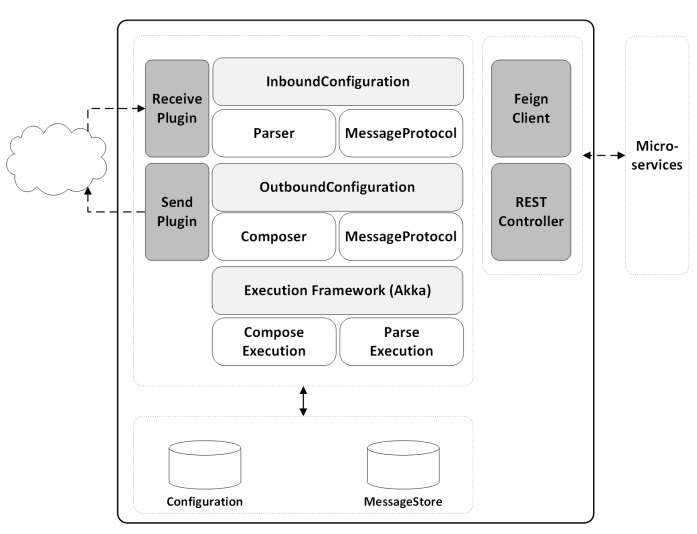 Receive
Plugin
InboundConfiguration
Parser
MessageProtocol
Send
Plugin
OutboundConfiguration
Composer
MessageProtocol
Execution Framework (Akka)
Compose
Execution
Parse
Execution
Feign
Client
REST
Controller
Micro-
services
Configuration
MessageStore